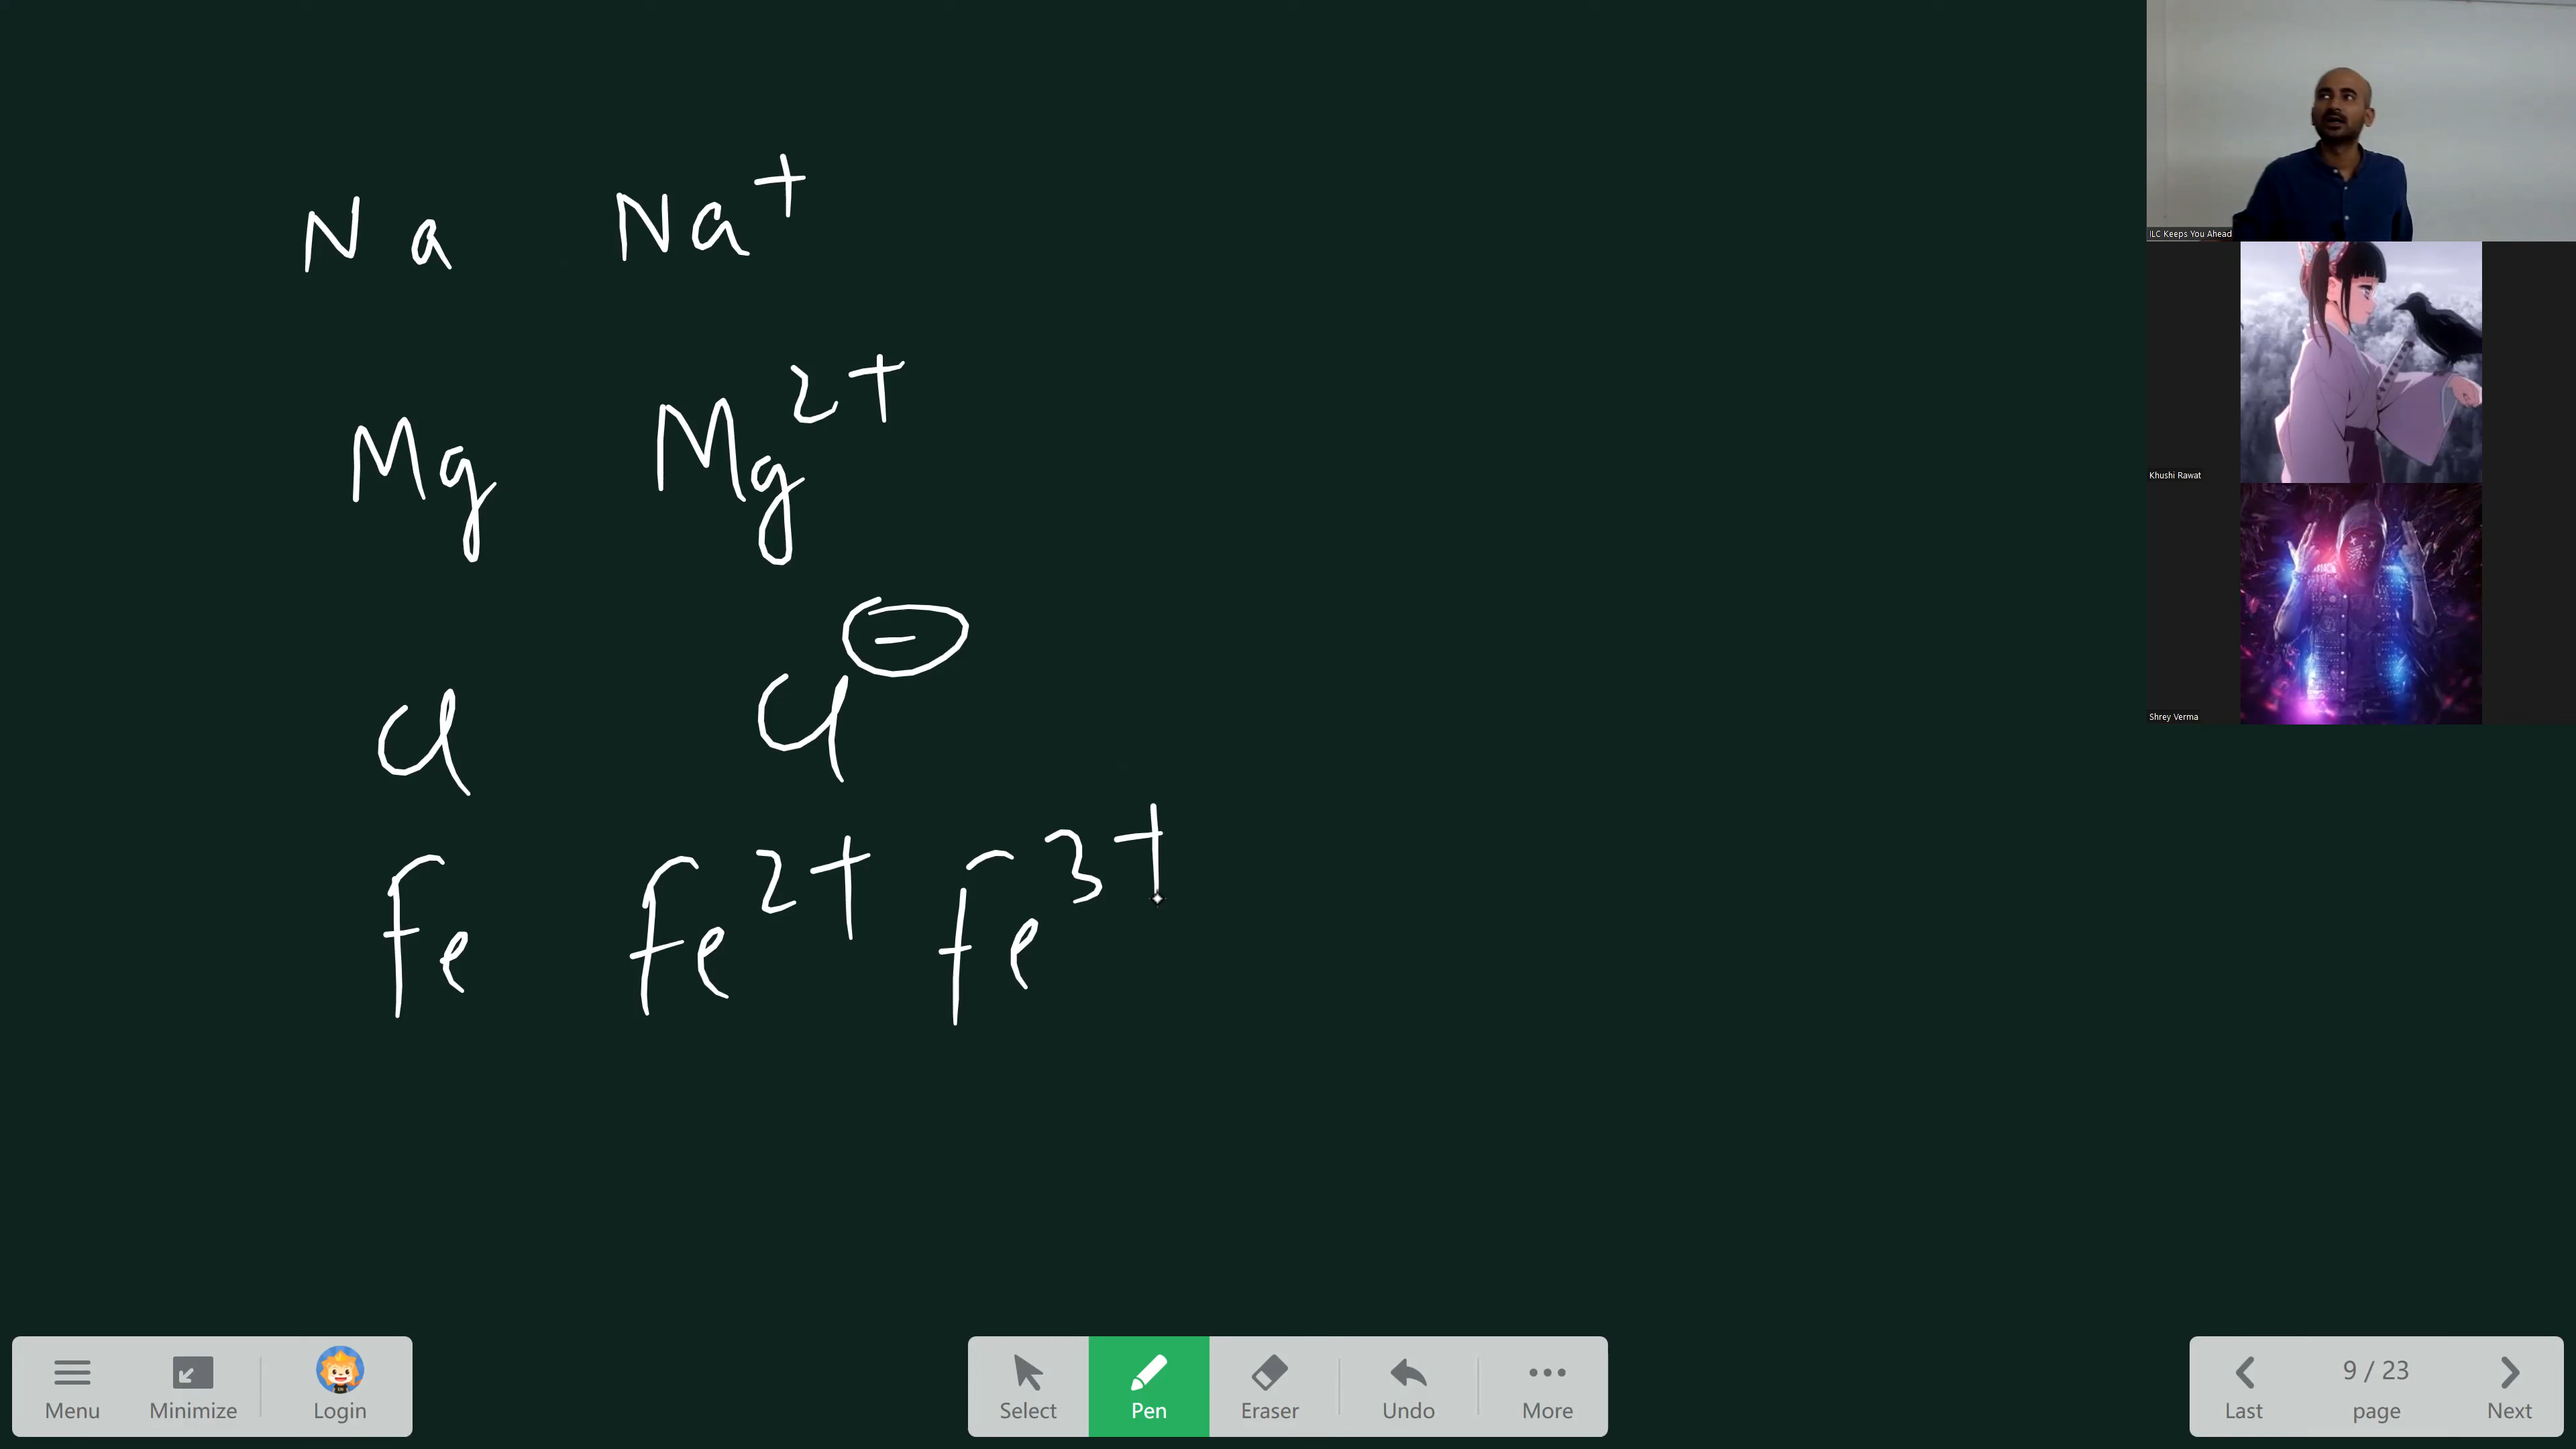 Na Na⁺
Mg Mg²⁺
Cl Cl⁻
Fe Fe²⁺ Fe³⁺
ILC Keeps You Ahead
Khushi Rawat
Shrey Verma
Menu Minimize Login
Select Pen Eraser Undo More
9 / 23
Last page Next